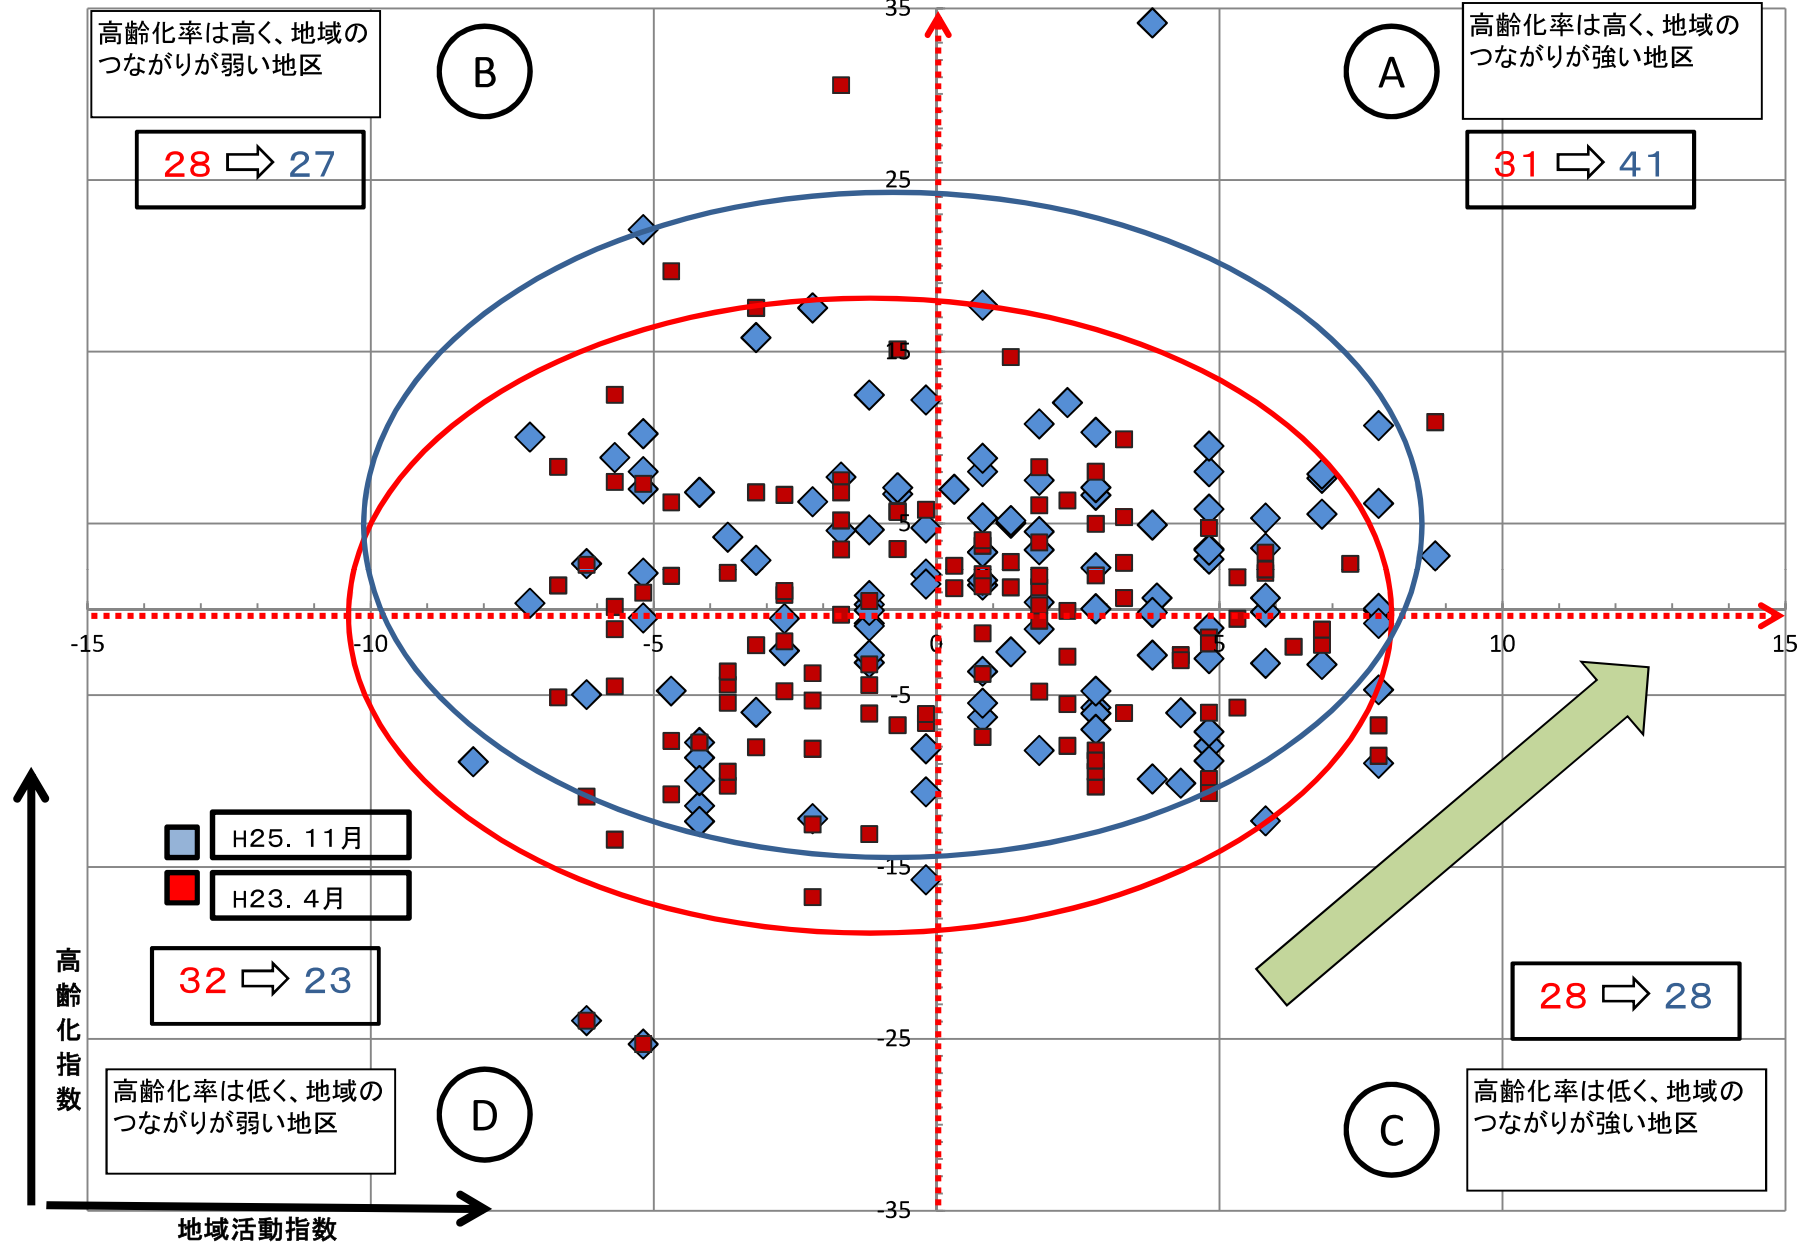 高齢化率は高く、地域の
つながりが弱い地区
B
28 ⇨ 27
A
高齢化率は高く、地域の
つながりが強い地区
31 ⇨ 41
35
25
15
5
-5
-15
-25
-35
-15
-10
-5
0
5
10
15
H25. 11月
H23. 4月
32 ⇨ 23
28 ⇨ 28
高齢化率は低く、地域の
つながりが弱い地区
D
C
高齢化率は低く、地域の
つながりが強い地区
高齢化指数
地域活動指数